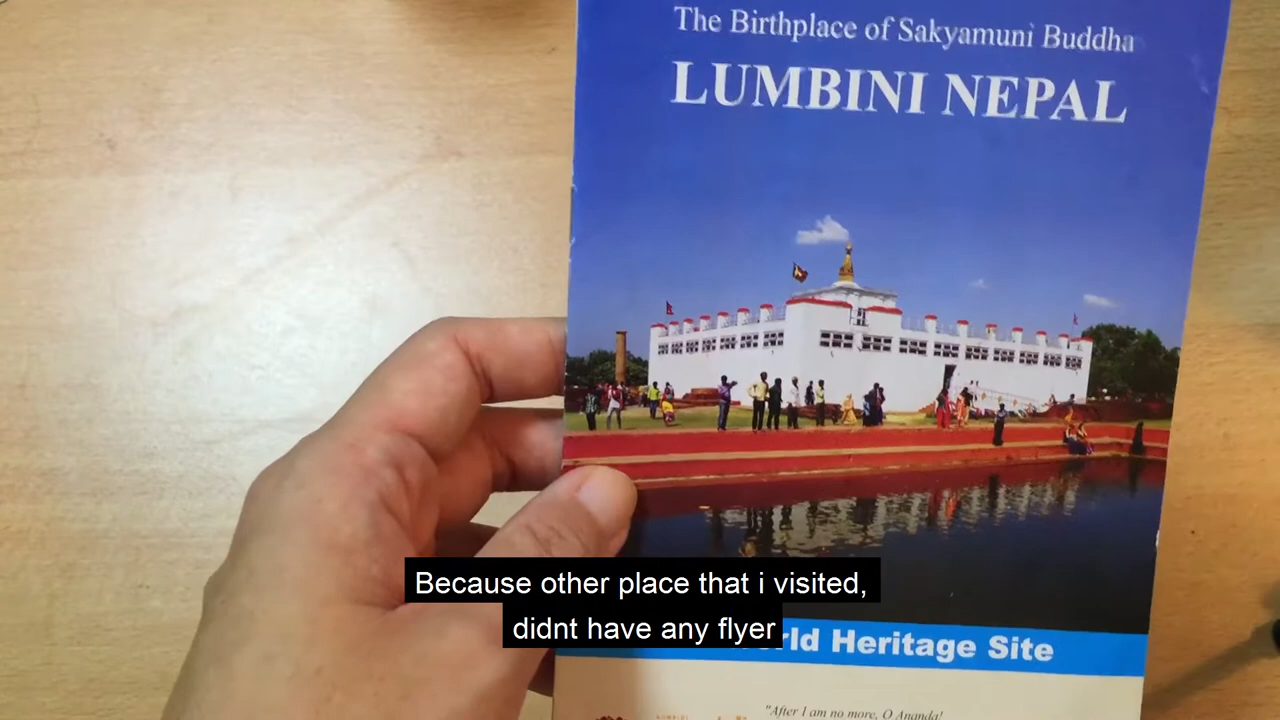 The Birthplace of Sakyamuni Buddha
LUMBINI NEPAL
Because other place that i visited,
didnt have any flyer
Heritage Site
"After I am no more, O Ananda!